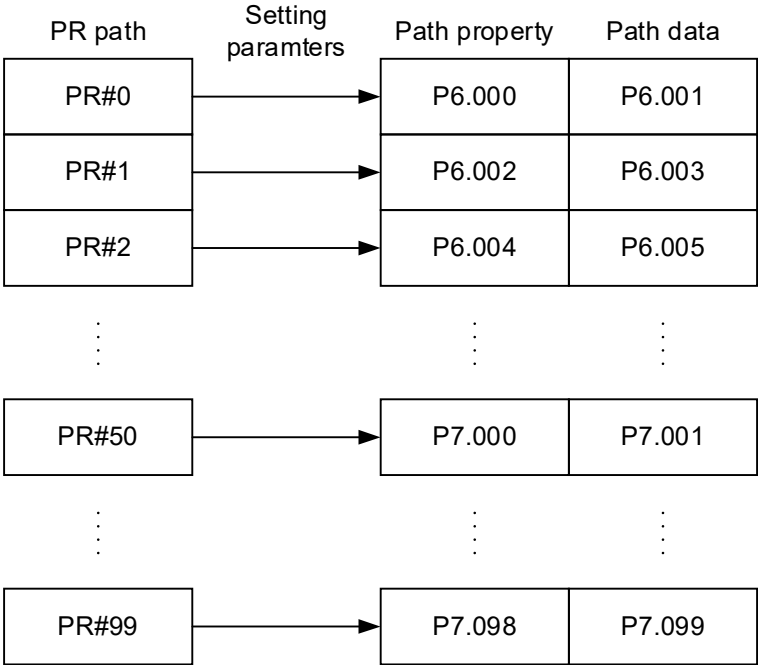 PR path
Setting
paramters
Path property
Path data
PR#0
P6.000
P6.001
PR#1
P6.002
P6.003
PR#2
P6.004
P6.005
PR#50
P7.000
P7.001
PR#99
P7.098
P7.099